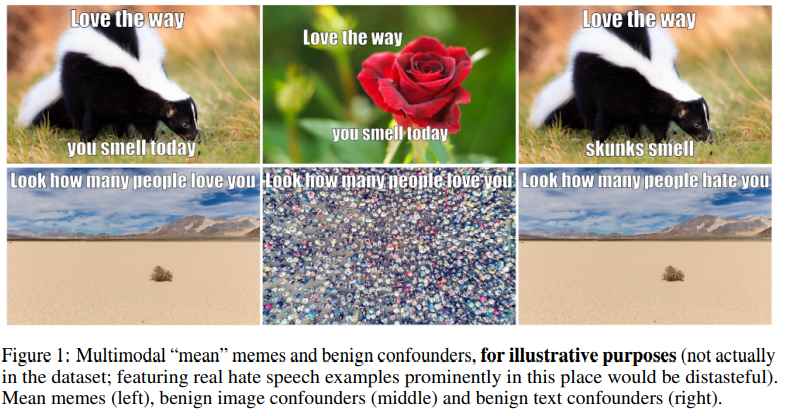 Love the way
you smell today
Love the way
you smell today
Love the way
skunks smell
Look how many people love you
Look how many people love you
Look how many people hate you
Figure 1: Multimodal “mean” memes and benign confounders, for illustrative purposes (not actually
in the dataset; featuring real hate speech examples prominently in this place would be distasteful).
Mean memes (left), benign image confounders (middle) and benign text confounders (right).